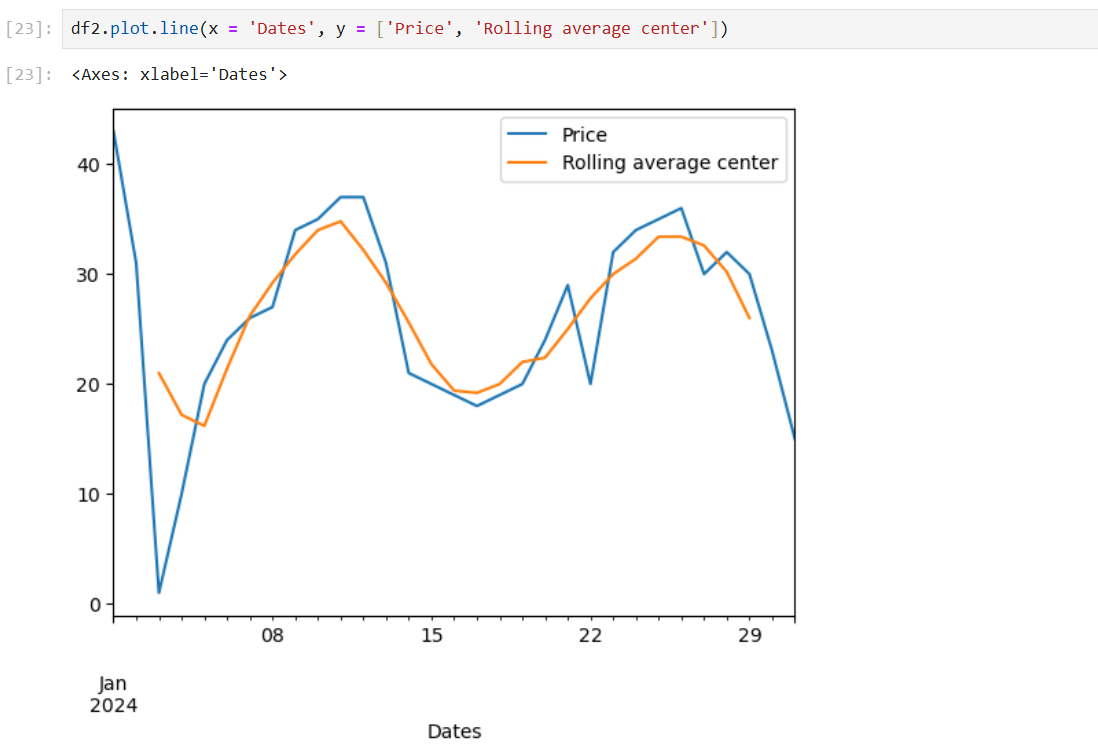 [23]: df2.plot.line(x = 'Dates', y = ['Price', 'Rolling average center'])
[23]: <Axes: xlabel='Dates'>
Price
Rolling average center
40
30
20
10
0
08 15 22 29
Jan
2024
Dates